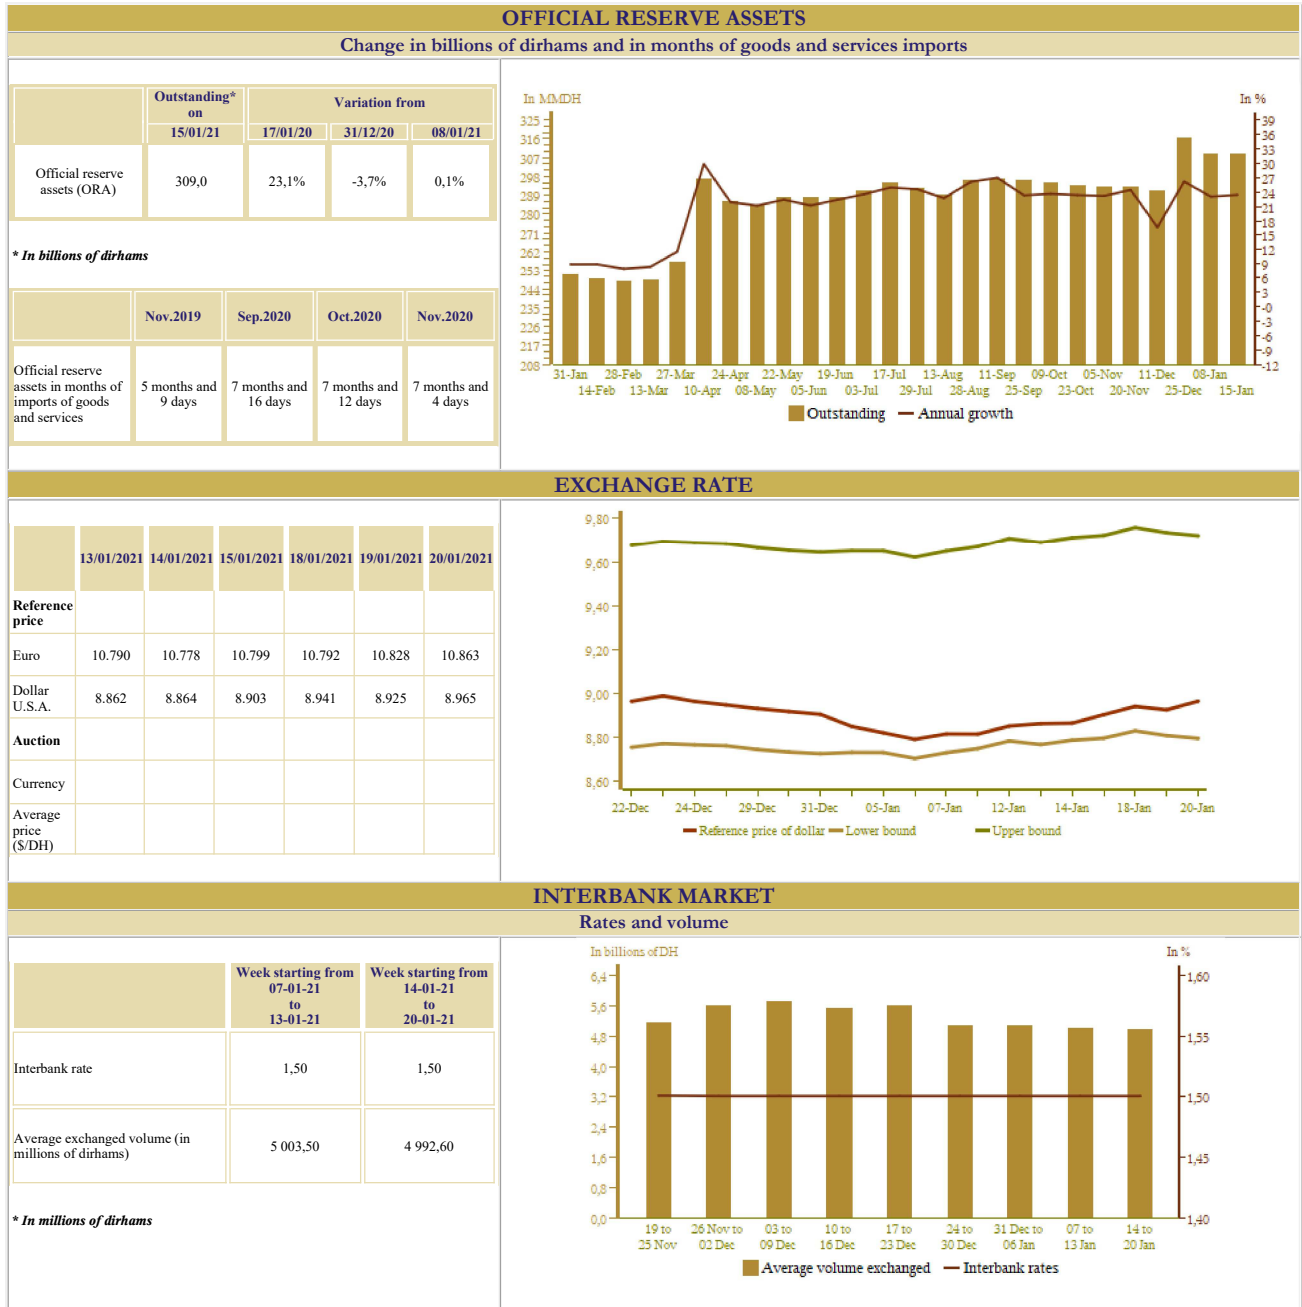 OFFICIAL RESERVE ASSETS
Change in billions of dirhams and in months of goods and services imports
Outstanding*
on
Variation from
15/01/21 17/01/20 31/12/20 08/01/21
Official reserve
assets (ORA)
309,0 23,1% -3,7% 0,1%
* In billions of dirhams
Nov.2019 Sep.2020 Oct.2020 Nov.2020
Official reserve
assets in months of
imports of goods
and services
5 months and
9 days
7 months and
16 days
7 months and
12 days
7 months and
4 days
In MMDH
In %
325
316
307
298
289
280
271
262
253
244
235
226
217
208
39
36
33
30
27
24
21
18
15
12
9
6
3
-0
-3
-6
-9
-12
31-Jan 28-Feb 27-Mar 24-Apr 22-May 19-Jun 17-Jul 13-Aug 11-Sep 09-Oct 05-Nov 11-Dec 08-Jan
14-Feb 13-Mar 10-Apr 08-May 05-Jun 03-Jul 29-Jul 28-Aug 25-Sep 23-Oct 20-Nov 25-Dec 15-Jan
Outstanding Annual growth
EXCHANGE RATE
13/01/2021 14/01/2021 15/01/2021 18/01/2021 19/01/2021 20/01/2021
Reference
price
Euro 10.790 10.778 10.799 10.792 10.828 10.863
Dollar
U.S.A.
8.862 8.864 8.903 8.941 8.925 8.965
Auction
Currency
Average
price
($/DH)
9,80
9,60
9,40
9,20
9,00
8,80
8,60
22-Dec 24-Dec 29-Dec 31-Dec 05-Jan 07-Jan 12-Jan 14-Jan 18-Jan 20-Jan
Reference price of dollar Lower bound Upper bound
INTERBANK MARKET
Rates and volume
Week starting from
07-01-21
to
13-01-21
Week starting from
14-01-21
to
20-01-21
Interbank rate 1,50 1,50
Average exchanged volume (in
millions of dirhams)
5 003,50 4 992,60
* In millions of dirhams
In billions of DH
In %
6,4
5,6
4,8
4,0
3,2
2,4
1,6
0,8
0,0
1,60
1,55
1,50
1,45
1,40
19 to 26 Nov to 03 to 10 to 17 to 24 to 31 Dec to 07 to 14 to
25 Nov 02 Dec 09 Dec 16 Dec 23 Dec 30 Dec 06 Jan 13 Jan 20 Jan
Average volume exchanged Interbank rates